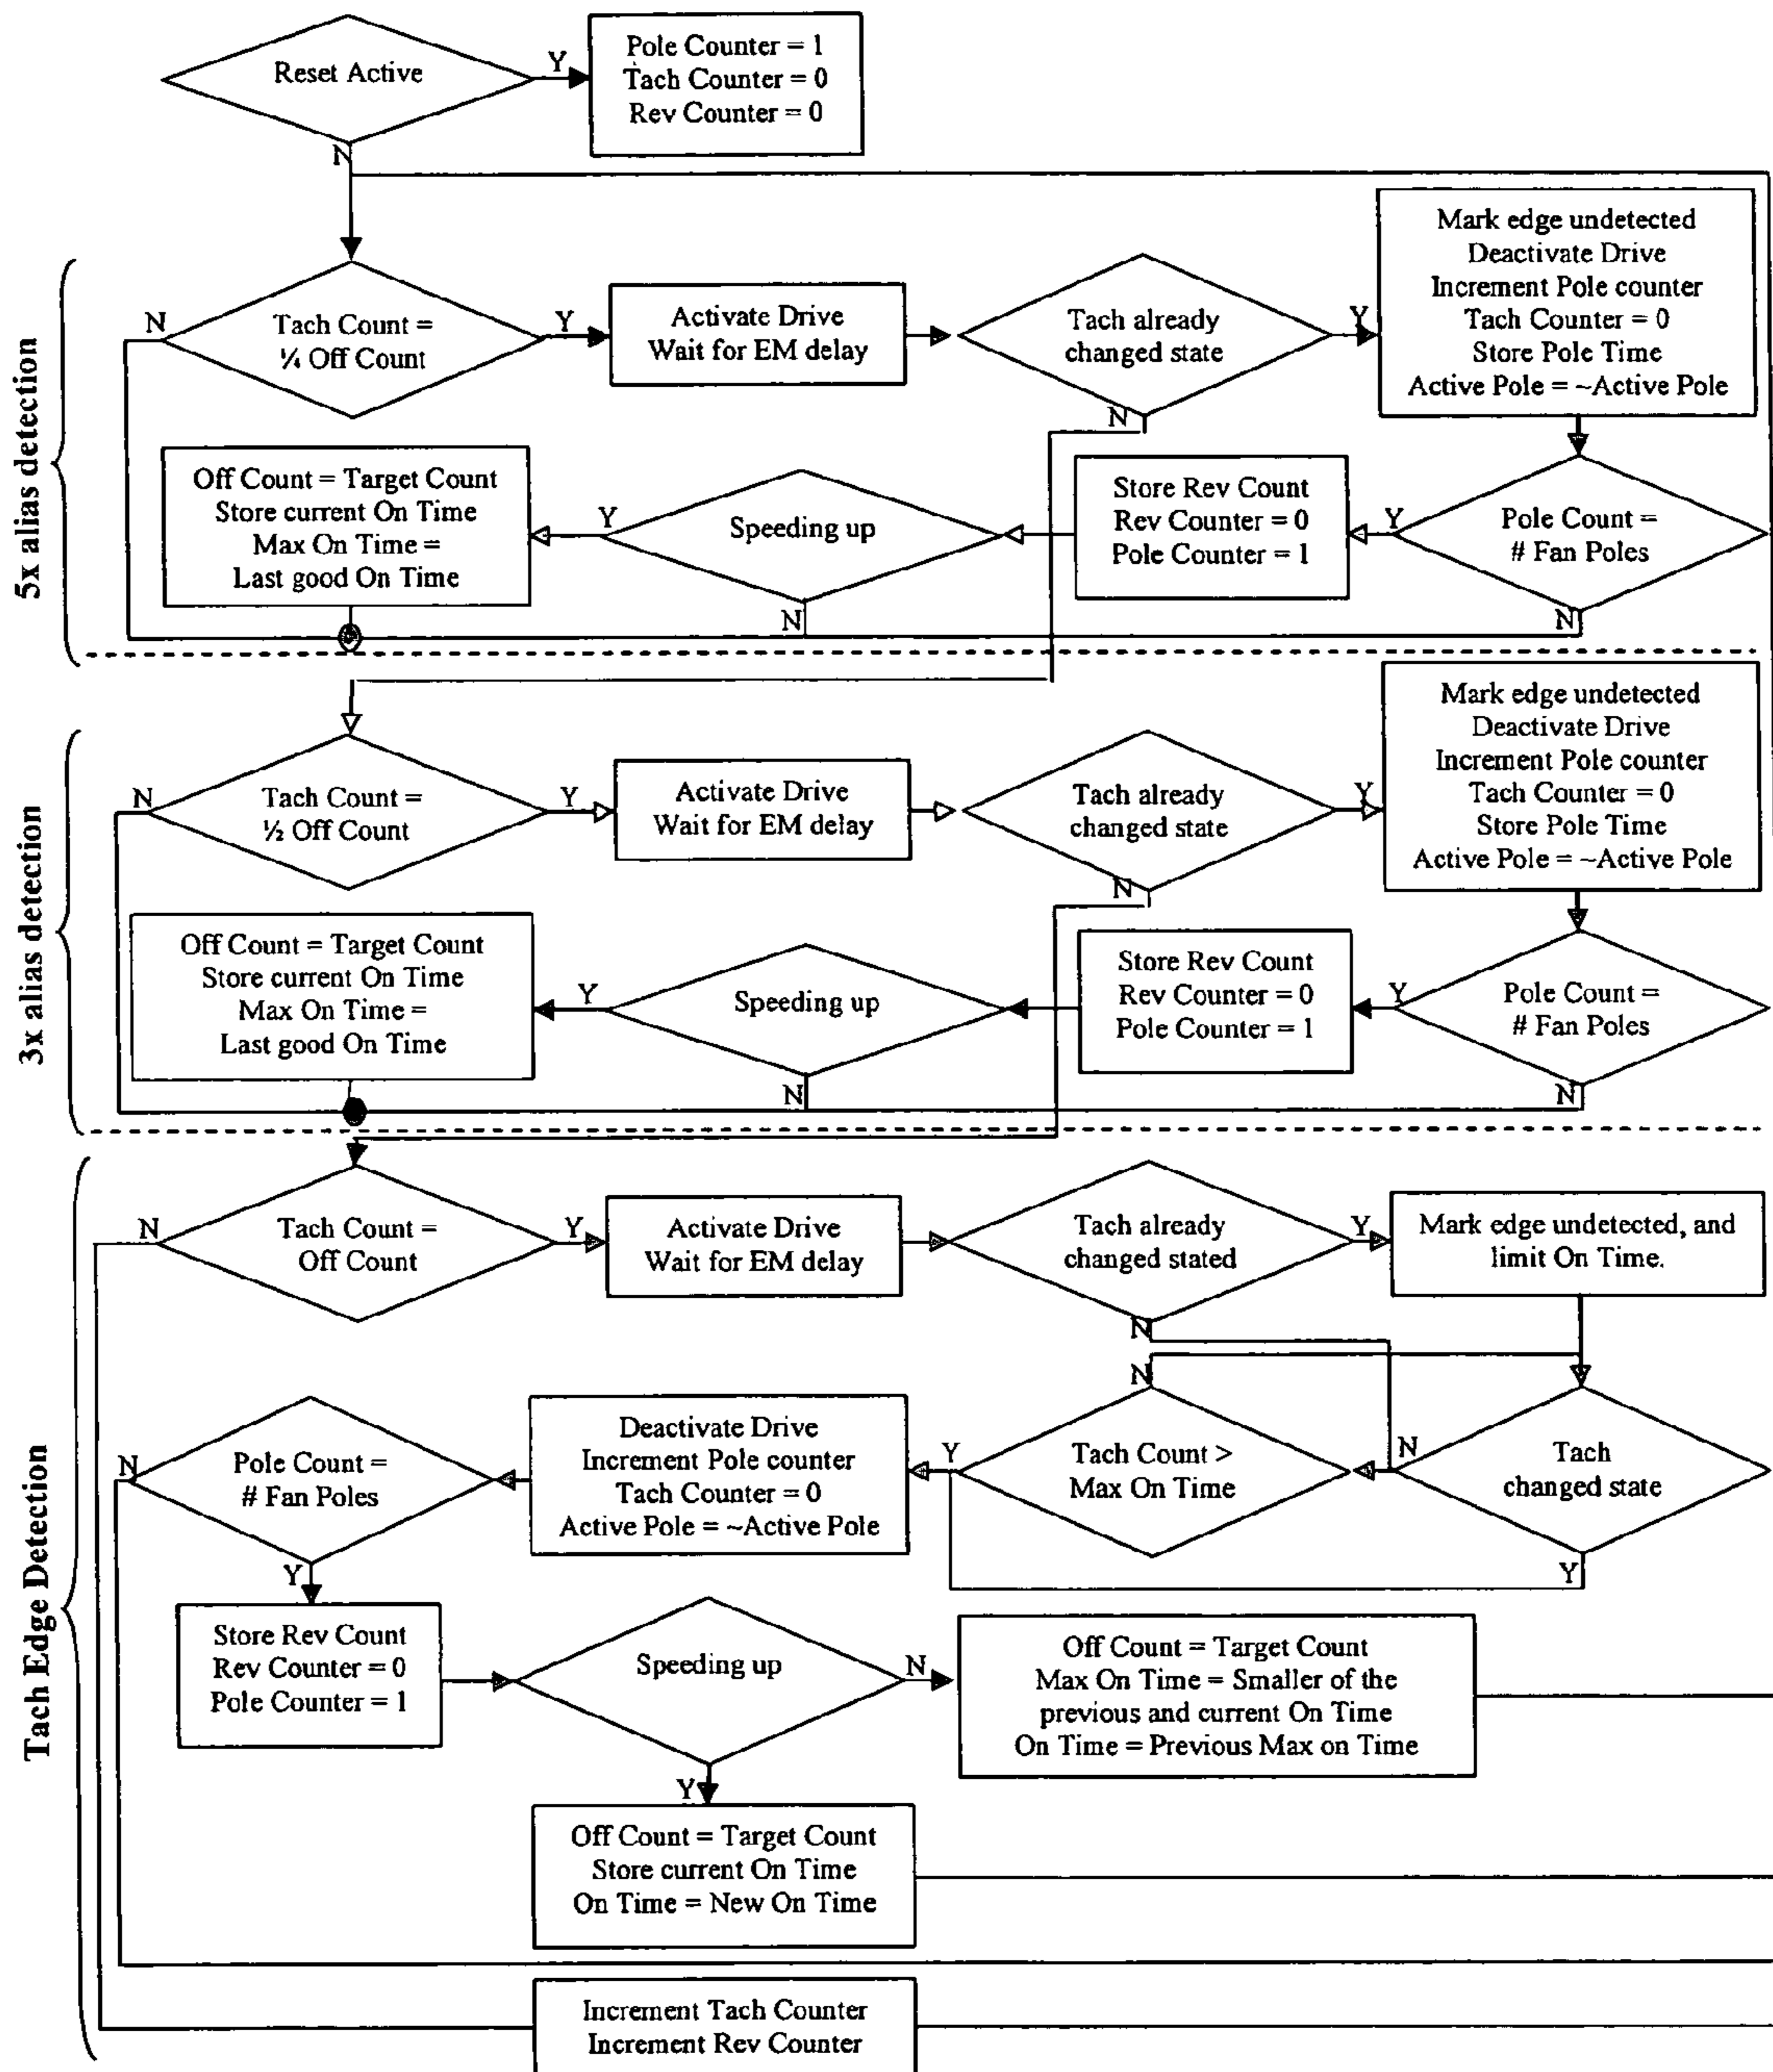 Reset Active
Y
Pole Counter = 1
Tach Counter = 0
Rev Counter = 0
N
5x alias detection
N
Tach Count =
¼ Off Count
Y
Activate Drive
Wait for EM delay
Tach already
changed state
Y
N
Mark edge undetected
Deactivate Drive
Increment Pole counter
Tach Counter = 0
Store Pole Time
Active Pole = ~Active Pole
Off Count = Target Count
Store current On Time
Max On Time =
Last good On Time
Y
Speeding up
N
Store Rev Count
Rev Counter = 0
Pole Counter = 1
Y
Pole Count =
# Fan Poles
N
3x alias detection
N
Tach Count =
½ Off Count
Y
Activate Drive
Wait for EM delay
Tach already
changed state
Y
N
Mark edge undetected
Deactivate Drive
Increment Pole counter
Tach Counter = 0
Store Pole Time
Active Pole = ~Active Pole
Off Count = Target Count
Store current On Time
Max On Time =
Last good On Time
Y
Speeding up
N
Store Rev Count
Rev Counter = 0
Pole Counter = 1
Y
Pole Count =
# Fan Poles
N
Tach Edge Detection
N
Tach Count =
Off Count
Y
Activate Drive
Wait for EM delay
Tach already
changed stated
Y
N
Mark edge undetected, and
limit On Time.
N
Pole Count =
# Fan Poles
Y
Deactivate Drive
Increment Pole counter
Tach Counter = 0
Active Pole = ~Active Pole
Y
N
Tach Count >
Max On Time
N
Tach
changed state
Y
Store Rev Count
Rev Counter = 0
Pole Counter = 1
Speeding up
N
Y
Off Count = Target Count
Max On Time = Smaller of the
previous and current On Time
On Time = Previous Max on Time
Off Count = Target Count
Store current On Time
On Time = New On Time
Increment Tach Counter
Increment Rev Counter